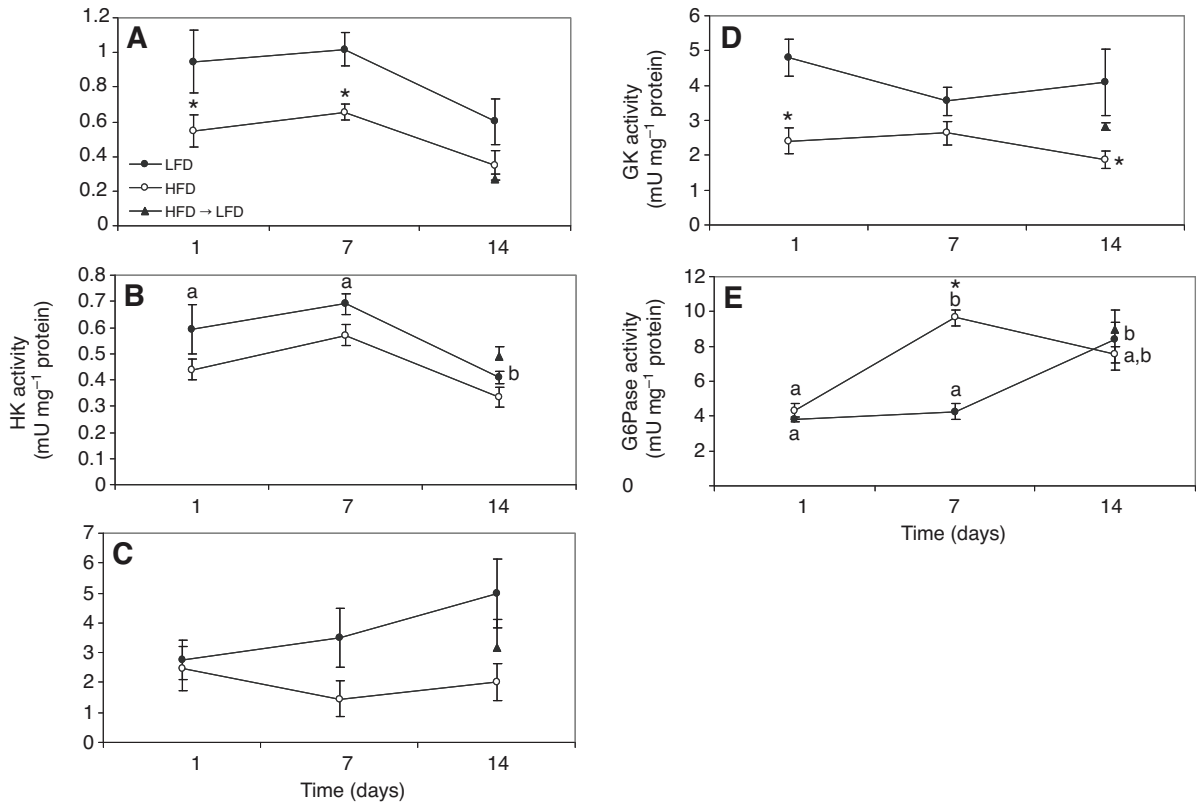 A
1.2
1
0.8
0.6
0.4
0.2
0
*
*
LFD
HFD
HFD → LFD
1 7 14
B
HK activity
(mU mg–1 protein)
0.8
0.7
0.6
0.5
0.4
0.3
0.2
0.1
0
a
a
b
1 7 14
C
7
6
5
4
3
2
1
0
1 7 14
Time (days)
D
GK activity
(mU mg–1 protein)
6
5
4
3
2
1
0
*
*
1 7 14
E
G6Pase activity
(mU mg–1 protein)
12
10
8
6
4
2
0
a
a
*
b
a
b
a,b
1 7 14
Time (days)